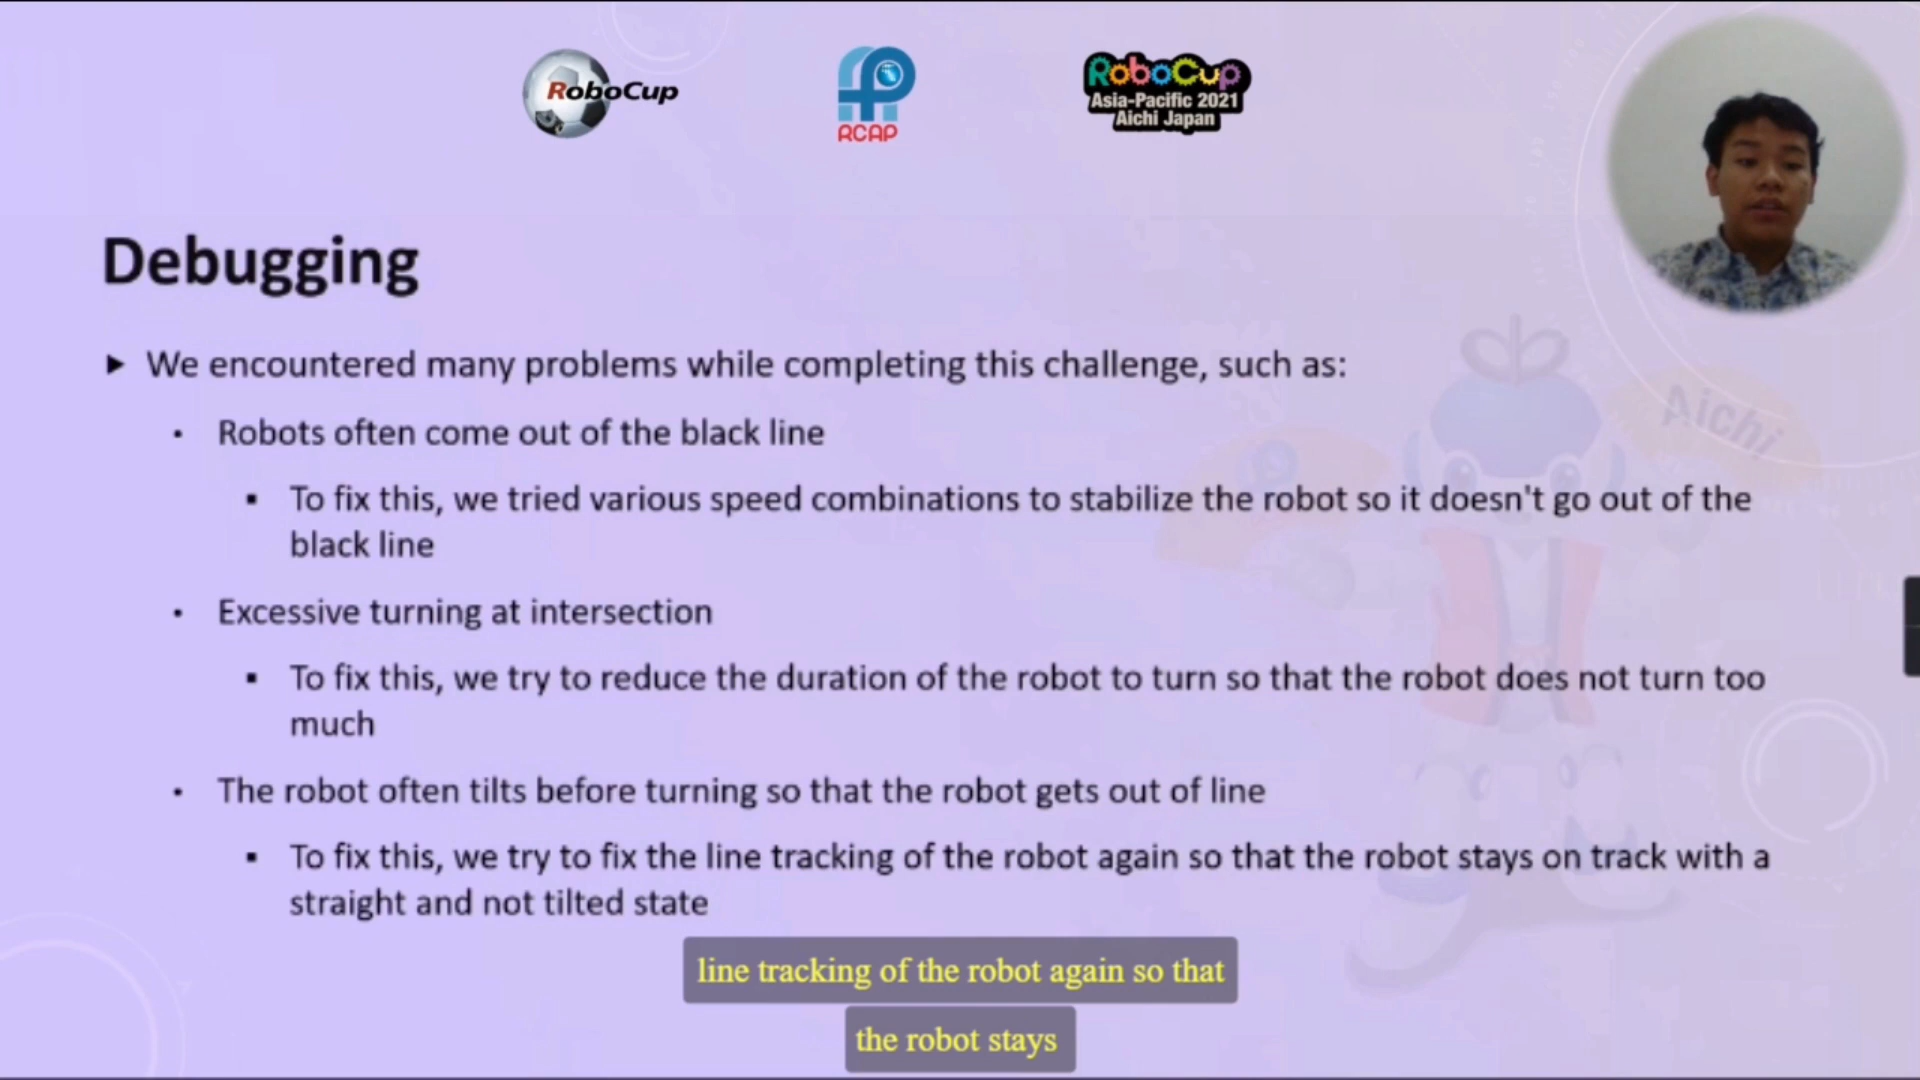 RoboCup
RCAP
RoboCup
Asia-Pacific 2021
Aichi Japan
Debugging
Aichi
▶ We encountered many problems while completing this challenge, such as:
• Robots often come out of the black line
▪ To fix this, we tried various speed combinations to stabilize the robot so it doesn't go out of the
black line
• Excessive turning at intersection
▪ To fix this, we try to reduce the duration of the robot to turn so that the robot does not turn too
much
• The robot often tilts before turning so that the robot gets out of line
▪ To fix this, we try to fix the line tracking of the robot again so that the robot stays on track with a
straight and not tilted state
line tracking of the robot again so that
the robot stays